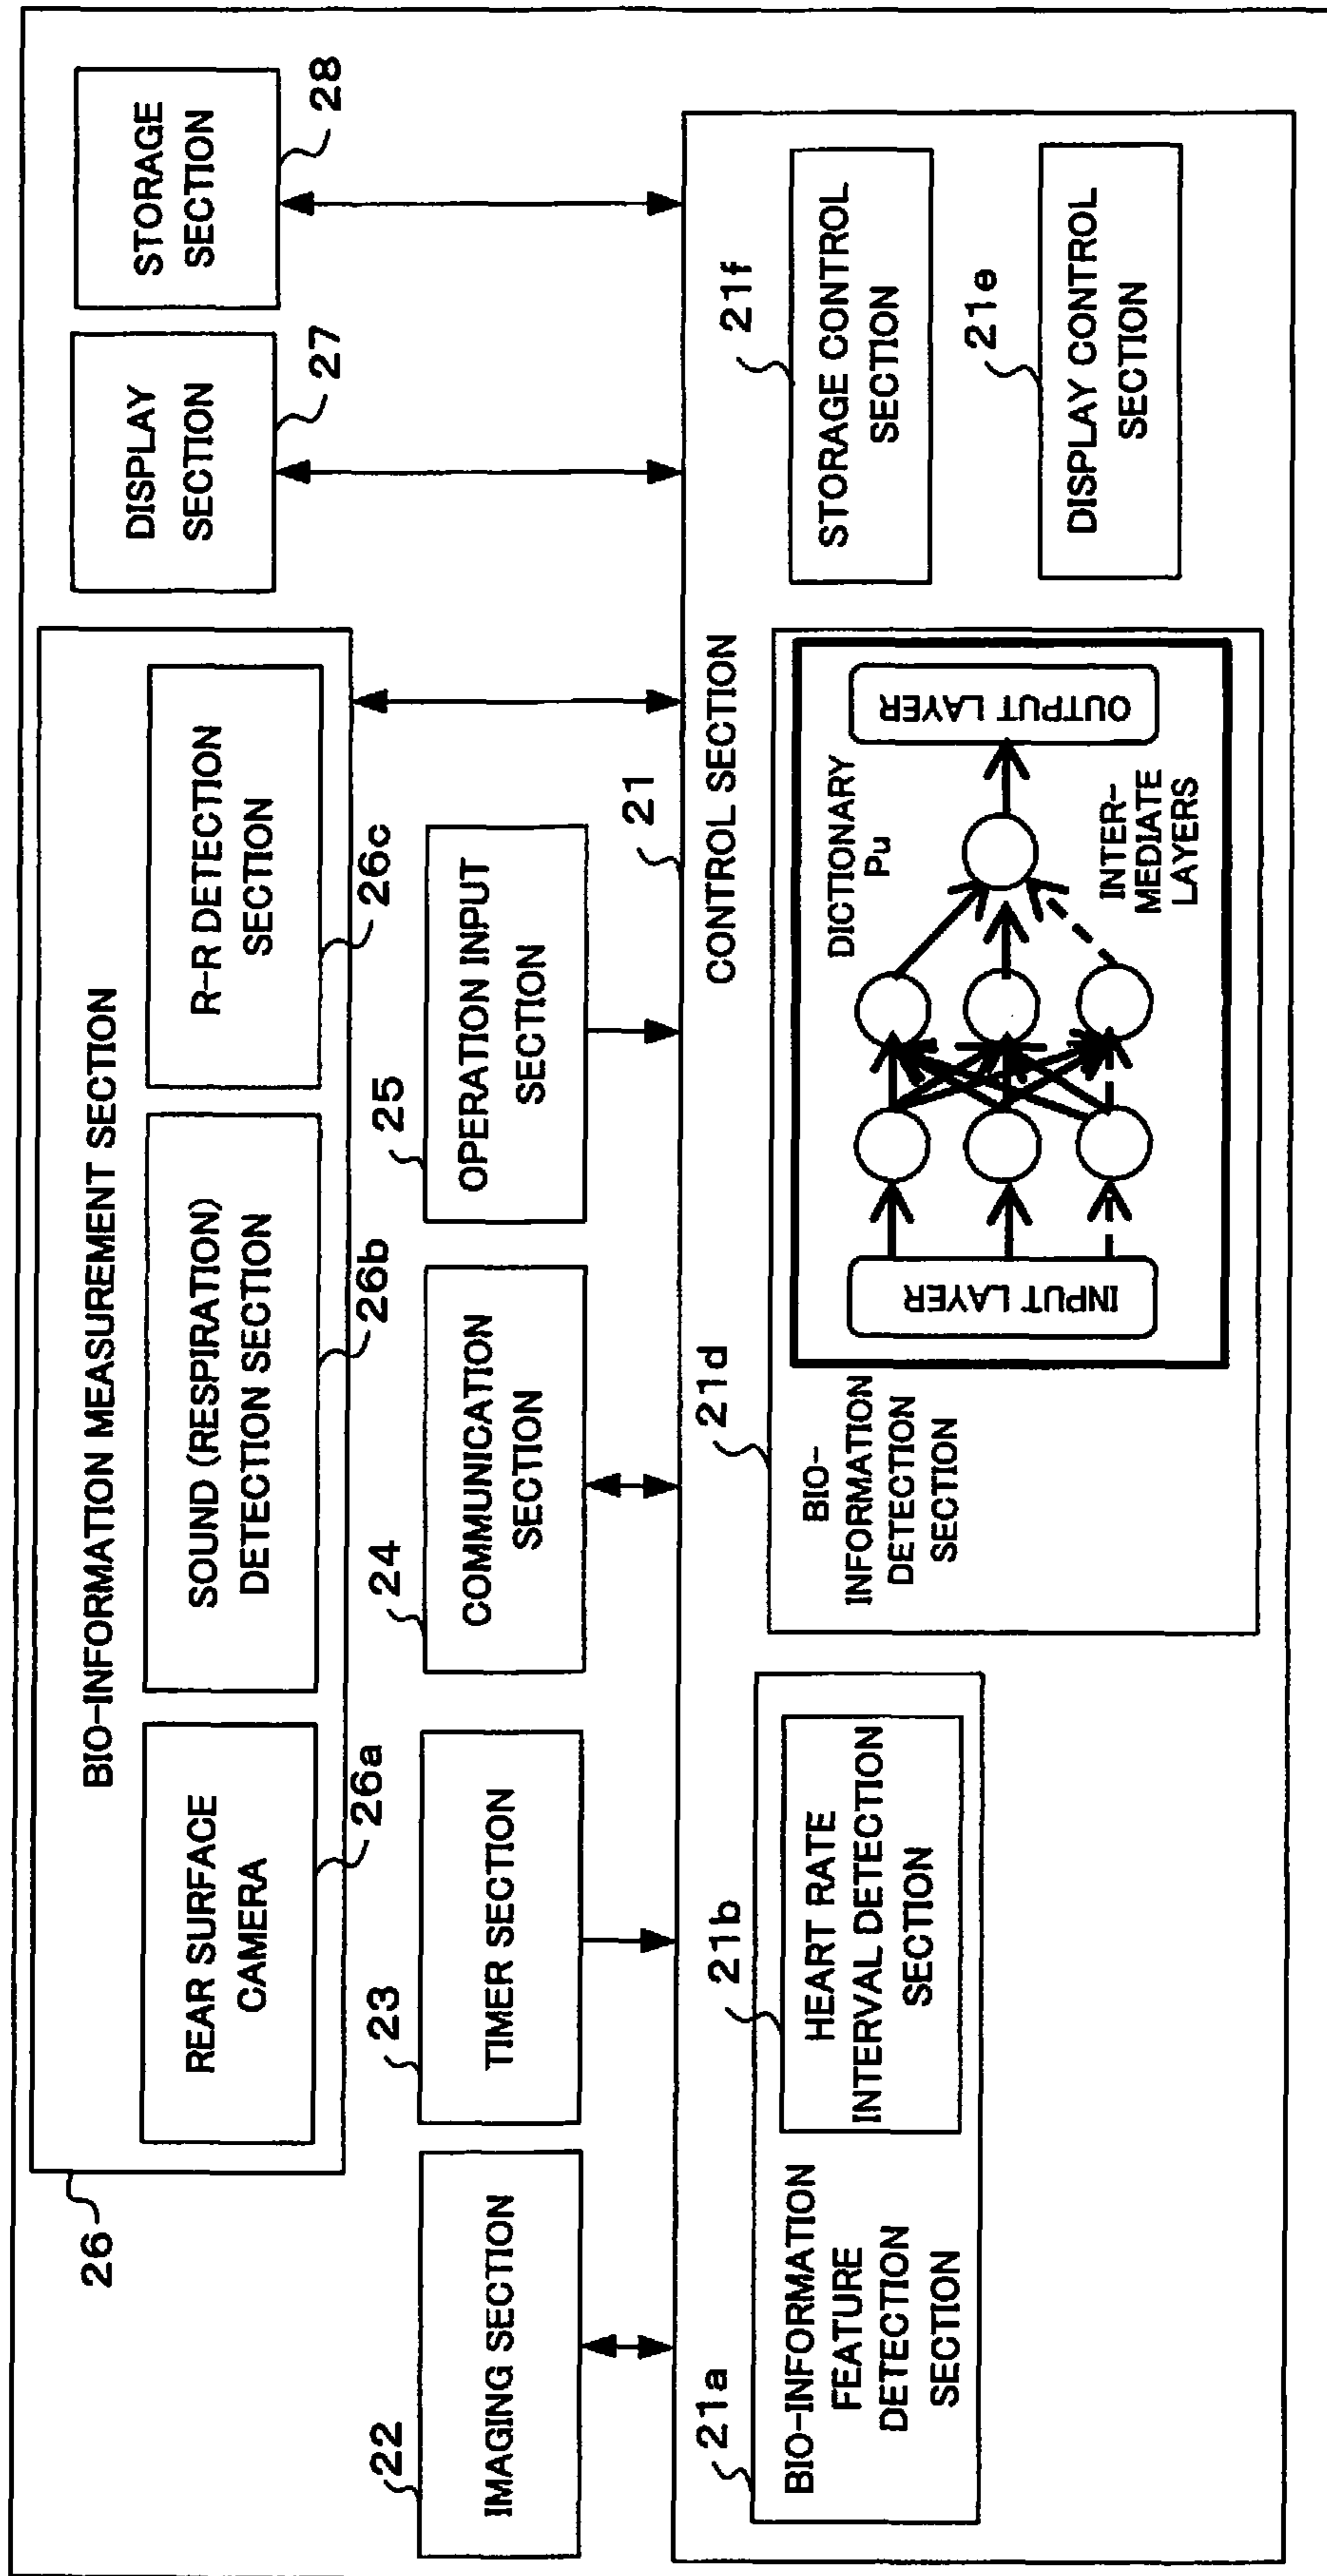 26
BIO-INFORMATION MEASUREMENT SECTION
REAR SURFACE
CAMERA
26a
SOUND (RESPIRATION)
DETECTION SECTION
26b
R-R DETECTION
SECTION
26c
DISPLAY
SECTION
27
STORAGE
SECTION
28
22
IMAGING SECTION
23
TIMER SECTION
24
COMMUNICATION
SECTION
25
OPERATION INPUT
SECTION
21
CONTROL SECTION
21a
BIO-INFORMATION
FEATURE
DETECTION
SECTION
21b
HEART RATE
INTERVAL DETECTION
SECTION
21d
BIO-
INFORMATION
DETECTION
SECTION
INPUT LAYER
DICTIONARY
Pu
INTER-
MEDIATE
LAYERS
OUTPUT LAYER
21f
STORAGE CONTROL
SECTION
21e
DISPLAY CONTROL
SECTION